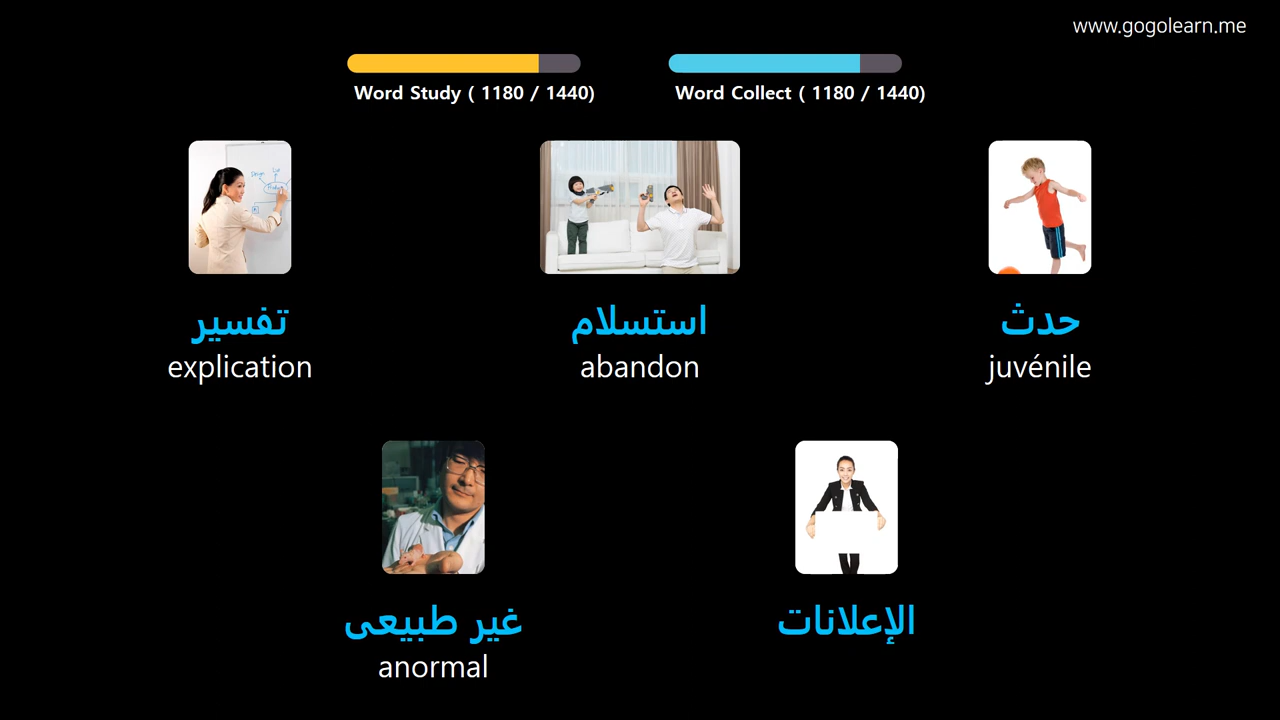 www.gogolearn.me
Word Study ( 1180 / 1440)
Word Collect ( 1180 / 1440)
تفسير
explication
استسلام
abandon
حدث
juvénile
غير طبيعى
anormal
الإعلانات